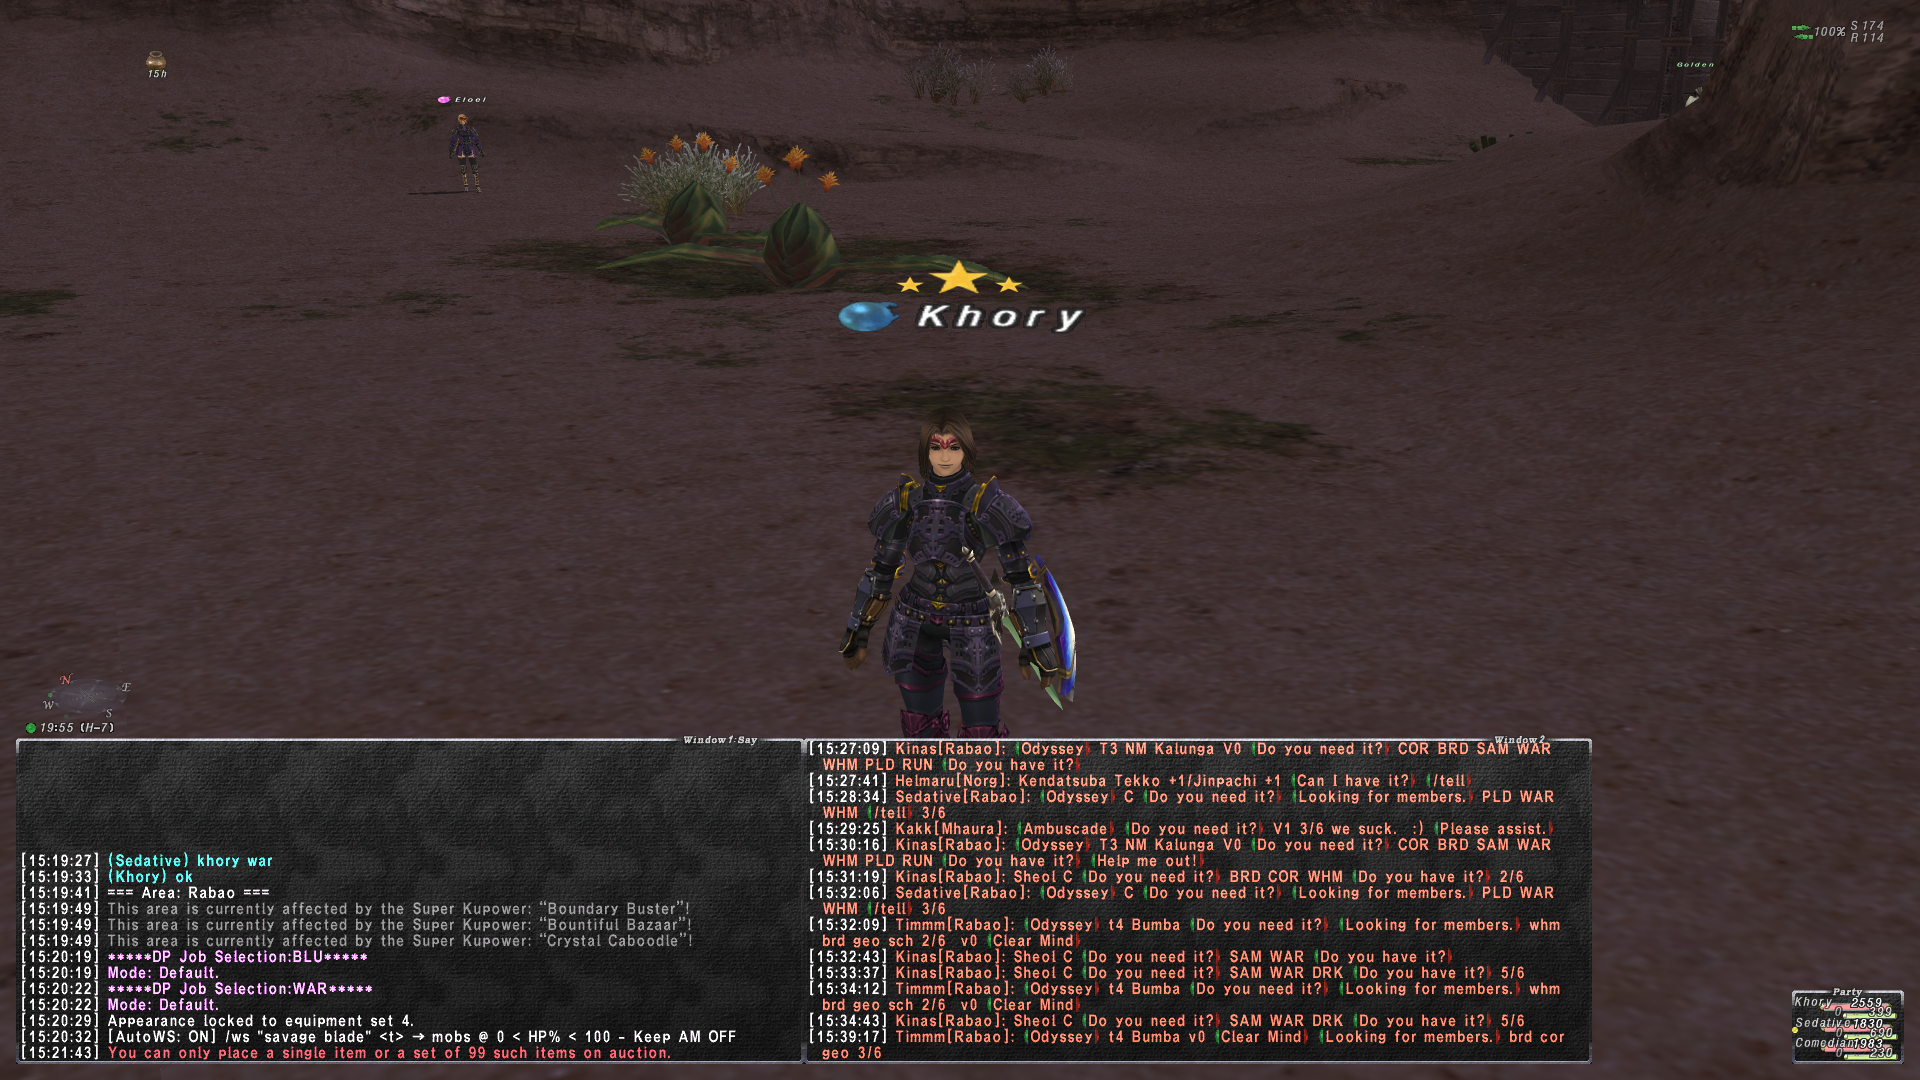 15h
Eloel
100% S 174
R 114
Golden
Khory
N
E
W
S
19:55 (H-7)
Window1:Say
[15:19:27] (Sedative) khory war
[15:19:33] (Khory) ok
[15:19:41] === Area: Rabao ===
[15:19:49] This area is currently affected by the Super Kupower: “Boundary Buster”!
[15:19:49] This area is currently affected by the Super Kupower: “Bountiful Bazaar”!
[15:19:49] This area is currently affected by the Super Kupower: “Crystal Caboodle”!
[15:20:19] *****DP Job Selection:BLU*****
[15:20:19] Mode: Default.
[15:20:22] *****DP Job Selection:WAR*****
[15:20:22] Mode: Default.
[15:20:29] Appearance locked to equipment set 4.
[15:20:32] [AutoWS: ON] /ws "savage blade" <t> → mobs @ 0 < HP% < 100 - Keep AM OFF
[15:21:43] You can only place a single item or a set of 99 such items on auction.
Window2
[15:27:09] Kinas[Rabao]: (Odyssey) T3 NM Kalunga V0 (Do you need it?) COR BRD SAM WAR
WHM PLD RUN (Do you have it?)
[15:27:41] Helmaru[Norg]: Kendatsuba Tekko +1/Jinpachi +1 (Can I have it?) (/tell)
[15:28:34] Sedative[Rabao]: (Odyssey) C (Do you need it?) (Looking for members.) PLD WAR
WHM (/tell) 3/6
[15:29:25] Kakk[Mhaura]: (Ambuscade) (Do you need it?) V1 3/6 we suck. :) (Please assist.)
[15:30:16] Kinas[Rabao]: (Odyssey) T3 NM Kalunga V0 (Do you need it?) COR BRD SAM WAR
WHM PLD RUN (Do you have it?) (Help me out!)
[15:31:19] Kinas[Rabao]: Sheol C (Do you need it?) BRD COR WHM (Do you have it?) 2/6
[15:32:06] Sedative[Rabao]: (Odyssey) C (Do you need it?) (Looking for members.) PLD WAR
WHM (/tell) 3/6
[15:32:09] Timmm[Rabao]: (Odyssey) t4 Bumba (Do you need it?) (Looking for members.) whm
brd geo sch 2/6 v0 (Clear Mind)
[15:32:43] Kinas[Rabao]: Sheol C (Do you need it?) SAM WAR (Do you have it?)
[15:33:37] Kinas[Rabao]: Sheol C (Do you need it?) SAM WAR DRK (Do you have it?) 5/6
[15:34:12] Timmm[Rabao]: (Odyssey) t4 Bumba (Do you need it?) (Looking for members.) whm
brd geo sch 2/6 v0 (Clear Mind)
[15:34:43] Kinas[Rabao]: Sheol C (Do you need it?) SAM WAR DRK (Do you have it?) 5/6
[15:39:17] Timmm[Rabao]: (Odyssey) t4 Bumba v0 (Clear Mind) (Looking for members.) brd cor
geo 3/6
Party
Khory 2559
0 399
Sedative 1830
0 690
Comedian 1983
0 230